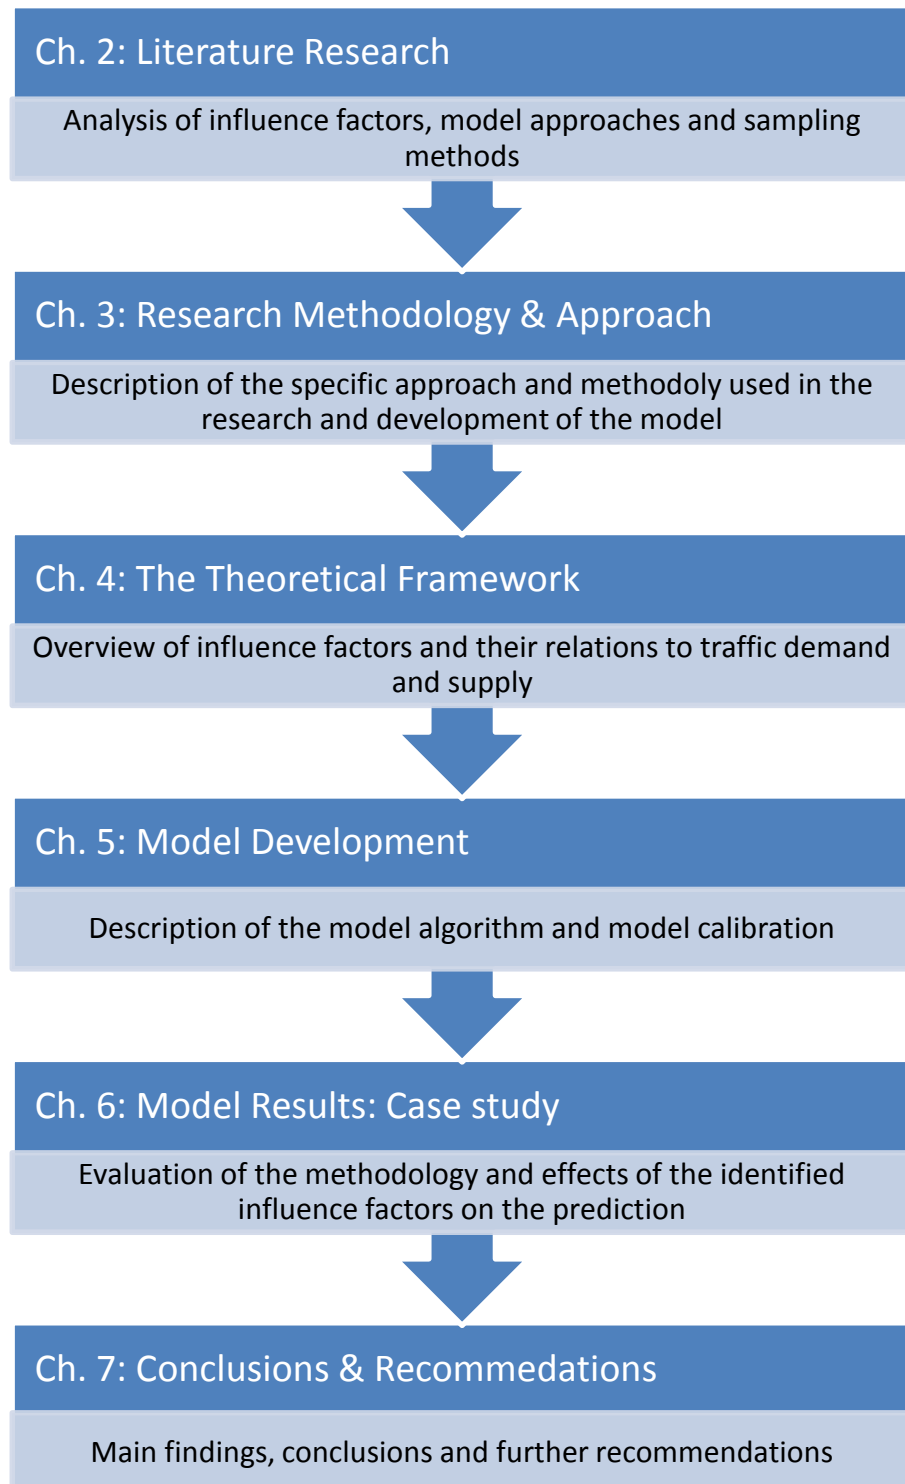 Ch. 2: Literature Research
Analysis of influence factors, model approaches and sampling
methods
Ch. 3: Research Methodology & Approach
Description of the specific approach and methodoly used in the
research and development of the model
Ch. 4: The Theoretical Framework
Overview of influence factors and their relations to traffic demand
and supply
Ch. 5: Model Development
Description of the model algorithm and model calibration
Ch. 6: Model Results: Case study
Evaluation of the methodology and effects of the identified
influence factors on the prediction
Ch. 7: Conclusions & Recommedations
Main findings, conclusions and further recommendations